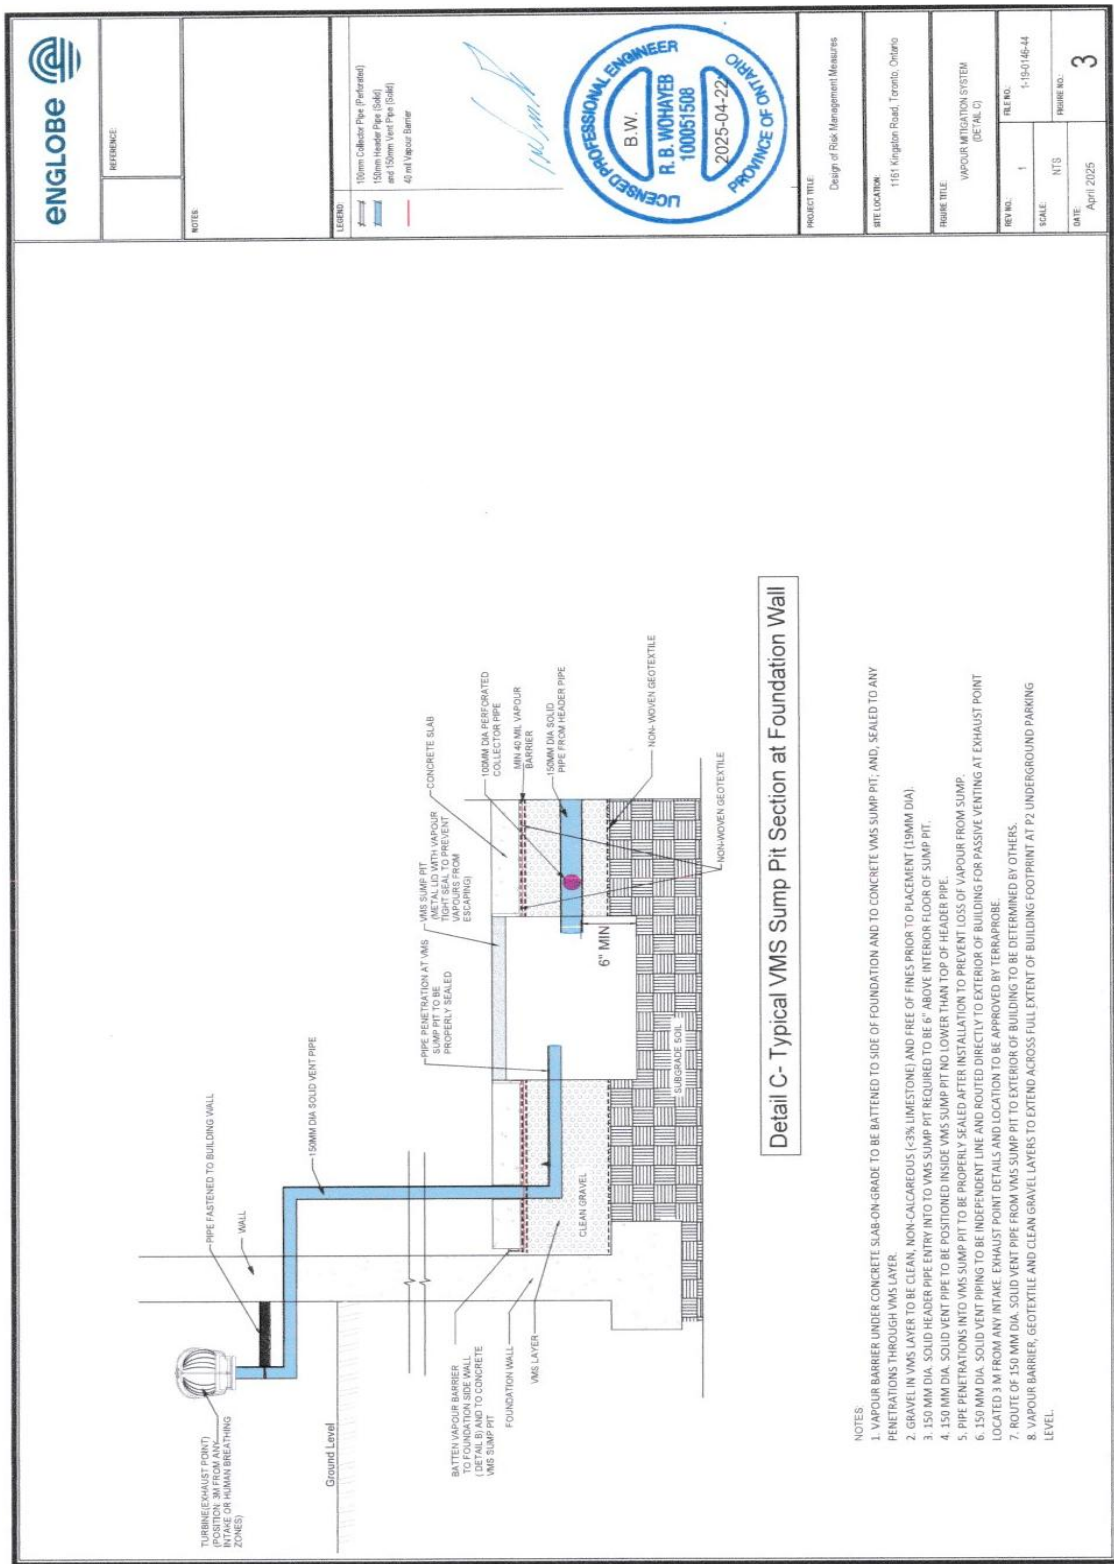 TURBINE(EXHAUST POINT)
(POSITION: 3M FROM ANY
INTAKE OR HUMAN BREATHING
ZONES)
PIPE FASTENED TO BUILDING WALL
WALL
150MM DIA SOLID VENT PIPE
Ground Level
PIPE PENETRATION AT VMS
SUMP PIT TO BE
PROPERLY SEALED
VMS SUMP PIT
(METAL LID WITH VAPOUR
TIGHT SEAL TO PREVENT
VAPOURS FROM
ESCAPING)
CONCRETE SLAB
100MM DIA PERFORATED
COLLECTOR PIPE
MIN 40 MIL VAPOUR
BARRIER
150MM DIA SOLID
PIPE FROM HEADER PIPE
NON- WOVEN GEOTEXTILE
NON-WOVEN GEOTEXTILE
BATTEN VAPOUR BARRIER
TO FOUNDATION SIDE WALL
( DETAIL B) AND TO CONCRETE
VMS SUMP PIT
FOUNDATION WALL
VMS LAYER
CLEAN GRAVEL
6" MIN
SUBGRADE SOIL
Detail C- Typical VMS Sump Pit Section at Foundation Wall
NOTES
1. VAPOUR BARRIER UNDER CONCRETE SLAB-ON-GRADE TO BE BATTENED TO SIDE OF FOUNDATION AND TO CONCRETE VMS SUMP PIT; AND, SEALED TO ANY
PENETRATIONS THROUGH VMS LAYER.
2. GRAVEL IN VMS LAYER TO BE CLEAN, NON-CALCAREOUS (<3% LIMESTONE) AND FREE OF FINES PRIOR TO PLACEMENT (19MM DIA).
3. 150 MM DIA. SOLID HEADER PIPE ENTRY INTO TO VMS SUMP PIT REQUIRED TO BE 6" ABOVE INTERIOR FLOOR OF SUMP PIT.
4. 150 MM DIA. SOLID VENT PIPE TO BE POSITIONED INSIDE VMS SUMP PIT NO LOWER THAN TOP OF HEADER PIPE.
5. PIPE PENETRATIONS INTO VMS SUMP PIT TO BE PROPERLY SEALED AFTER INSTALLATION TO PREVENT LOSS OF VAPOUR FROM SUMP.
6. 150 MM DIA. SOLID VENT PIPING TO BE INDEPENDENT LINE AND ROUTED DIRECTLY TO EXTERIOR OF BUILDING FOR PASSIVE VENTING AT EXHAUST POINT
LOCATED 3 M FROM ANY INTAKE. EXHAUST POINT DETAILS AND LOCATION TO BE APPROVED BY TERRAPROBE.
7. ROUTE OF 150 MM DIA. SOLID VENT PIPE FROM VMS SUMP PIT TO EXTERIOR OF BUILDING TO BE DETERMINED BY OTHERS.
8. VAPOUR BARRIER, GEOTEXTILE AND CLEAN GRAVEL LAYERS TO EXTEND ACROSS FULL EXTENT OF BUILDING FOOTPRINT AT P2 UNDERGROUND PARKING
LEVEL.
eNGLOBE
REFERENCE:
NOTES:
LEGEND:
100mm Collector Pipe (Perforated)
150mm Header Pipe (Solid)
and 150mm Vent Pipe (Solid)
40 mil Vapour Barrier
LICENSED PROFESSIONAL ENGINEER
B.W.
R. B. WOHAYEB
100051508
2025-04-22
PROVINCE OF ONTARIO
PROJECT TITLE:
Design of Risk Management Measures
SITE LOCATION:
1151 Kingston Road, Toronto, Ontario
FIGURE TITLE:
VAPOUR MITIGATION SYSTEM
(DETAIL C)
REV NO.:
1
FILE NO.:
1-19-0146-44
SCALE:
NTS
DATE:
April 2025
FIGURE NO.:
3